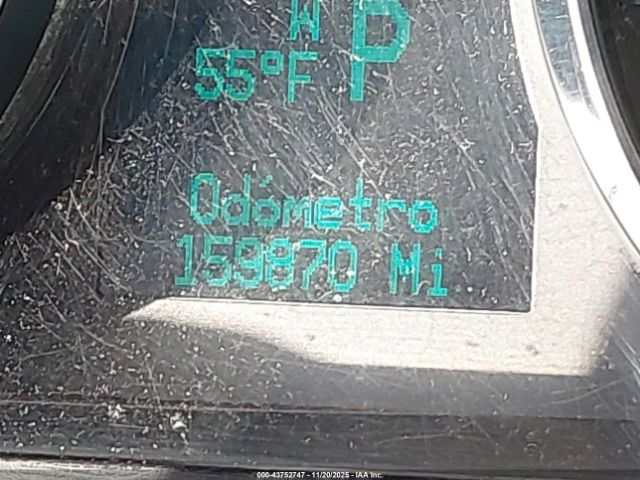 W
P
55°F
Odómetro
159870 Mi
000-43752747 - 11/20/2025 - IAA Inc.